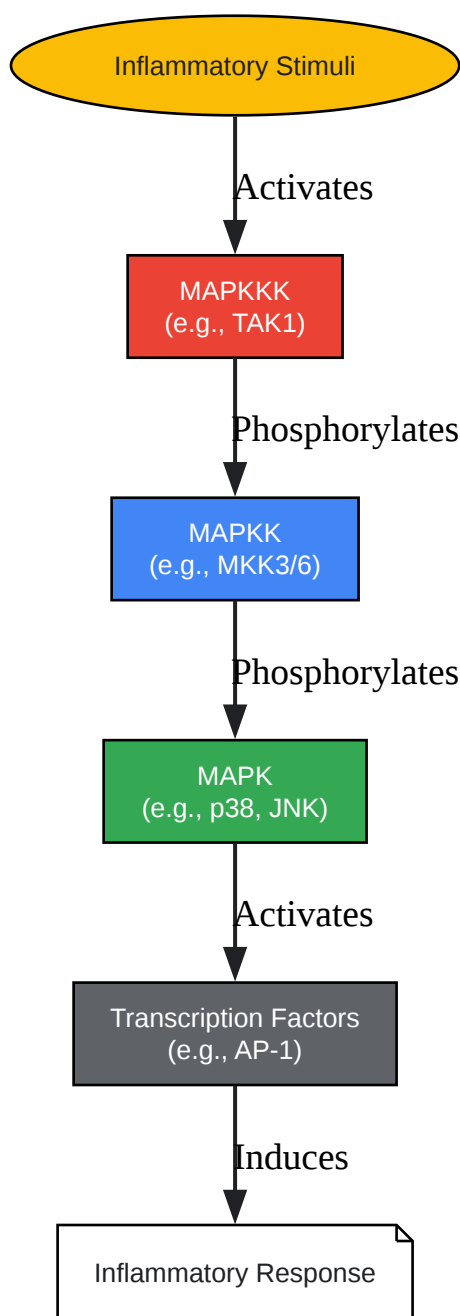 Inflammatory Stimuli
Activates
MAPKKK
(e.g., TAK1)
Phosphorylates
MAPKK
(e.g., MKK3/6)
Phosphorylates
MAPK
(e.g., p38, JNK)
Activates
Transcription Factors
(e.g., AP-1)
Induces
Inflammatory Response